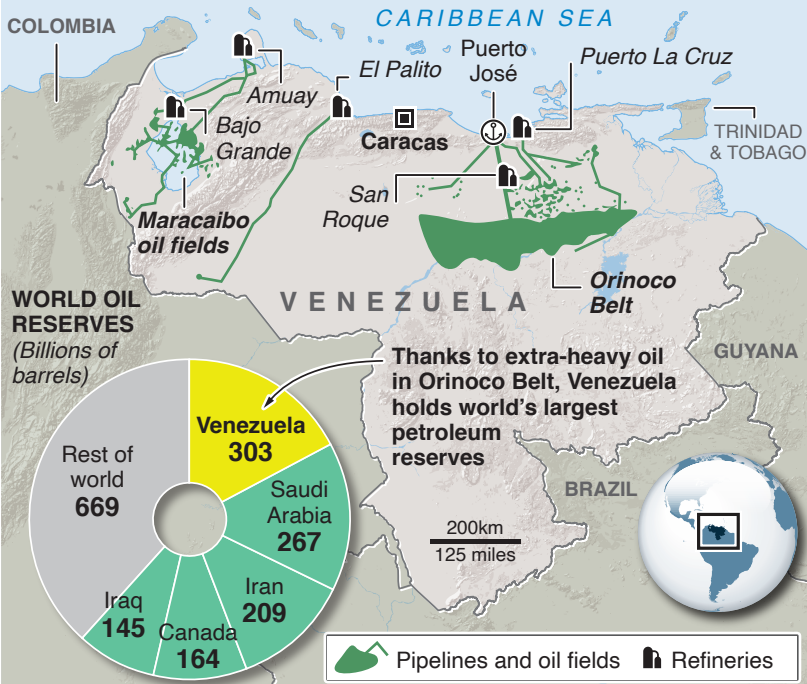 CARIBBEAN SEA
COLOMBIA
Puerto
José
Puerto La Cruz
El Palito
Amuay
Bajo
Grande
Caracas
TRINIDAD
& TOBAGO
San
Roque
Maracaibo
oil fields
Orinoco
Belt
VENEZUELA
WORLD OIL
RESERVES
(Billions of
barrels)
GUYANA
Thanks to extra-heavy oil
in Orinoco Belt, Venezuela
holds world's largest
petroleum
reserves
Venezuela
303
Rest of
world
669
Saudi
Arabia
267
BRAZIL
200km
125 miles
Iran
209
Iraq
145
Canada
164
Pipelines and oil fields
Refineries